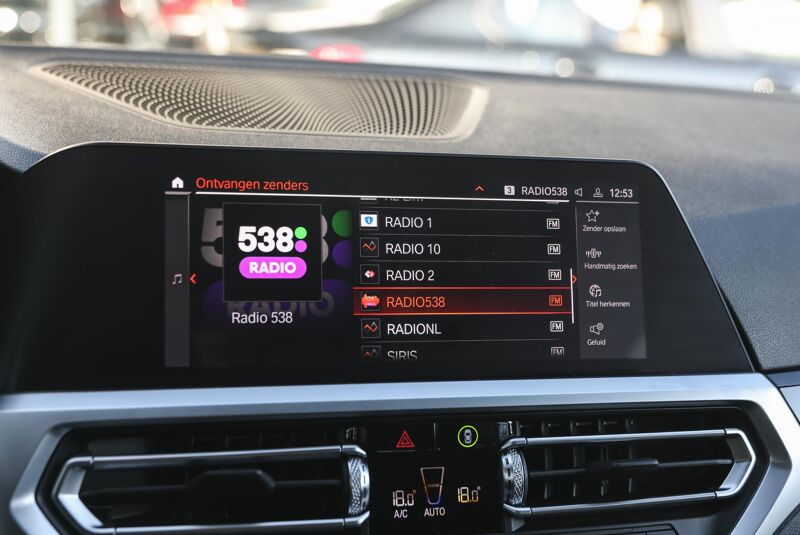 Ontvangen zenders
3 RADIO538 12:53
538
RADIO
Radio 538
RADIO 1 FM
RADIO 10 FM
RADIO 2 FM
RADIO538 FM
RADIONL FM
SIRIS FM
Zender opslaan
Handmatig zoeken
Titel herkennen
Geluid
18.0
A/C
AUTO
18.0